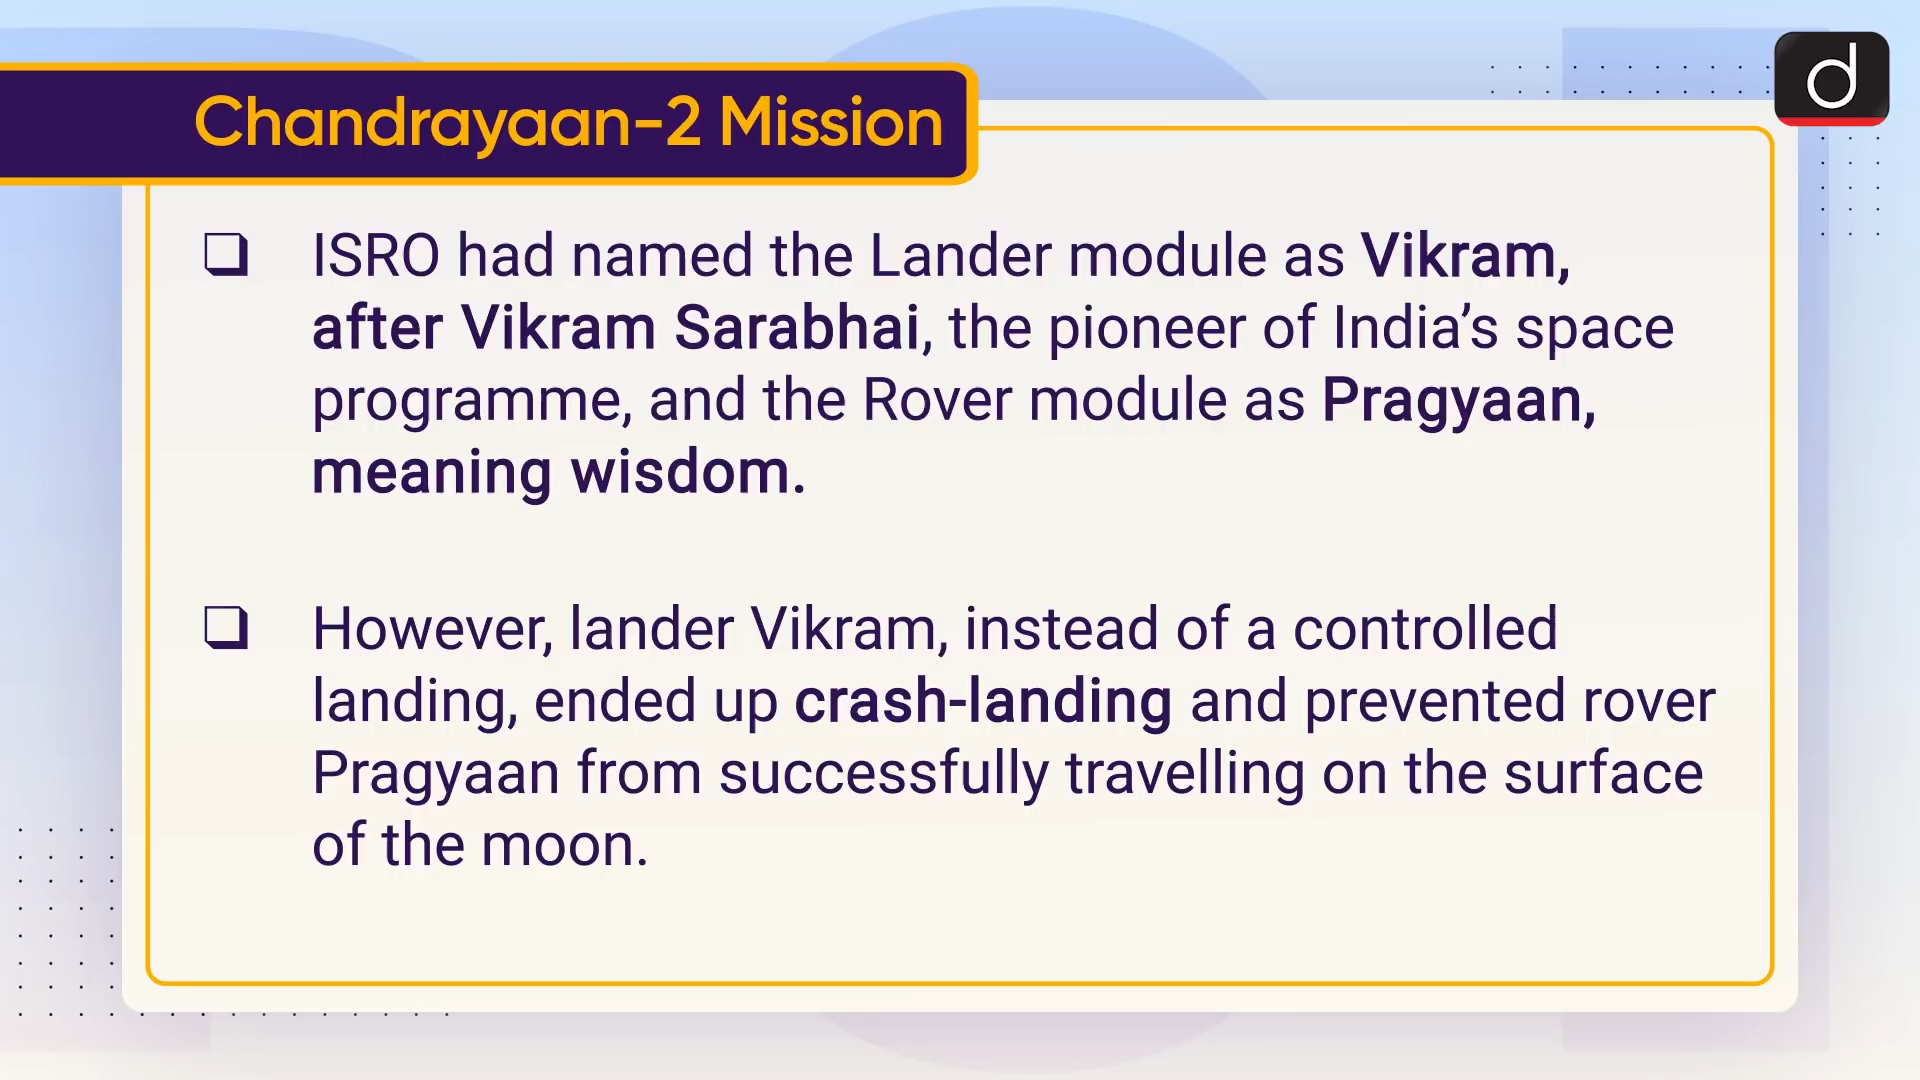 Chandrayaan-2 Mission
d
❑ ISRO had named the Lander module as Vikram,
after Vikram Sarabhai, the pioneer of India’s space
programme, and the Rover module as Pragyaan,
meaning wisdom.
❑ However, lander Vikram, instead of a controlled
landing, ended up crash-landing and prevented rover
Pragyaan from successfully travelling on the surface
of the moon.